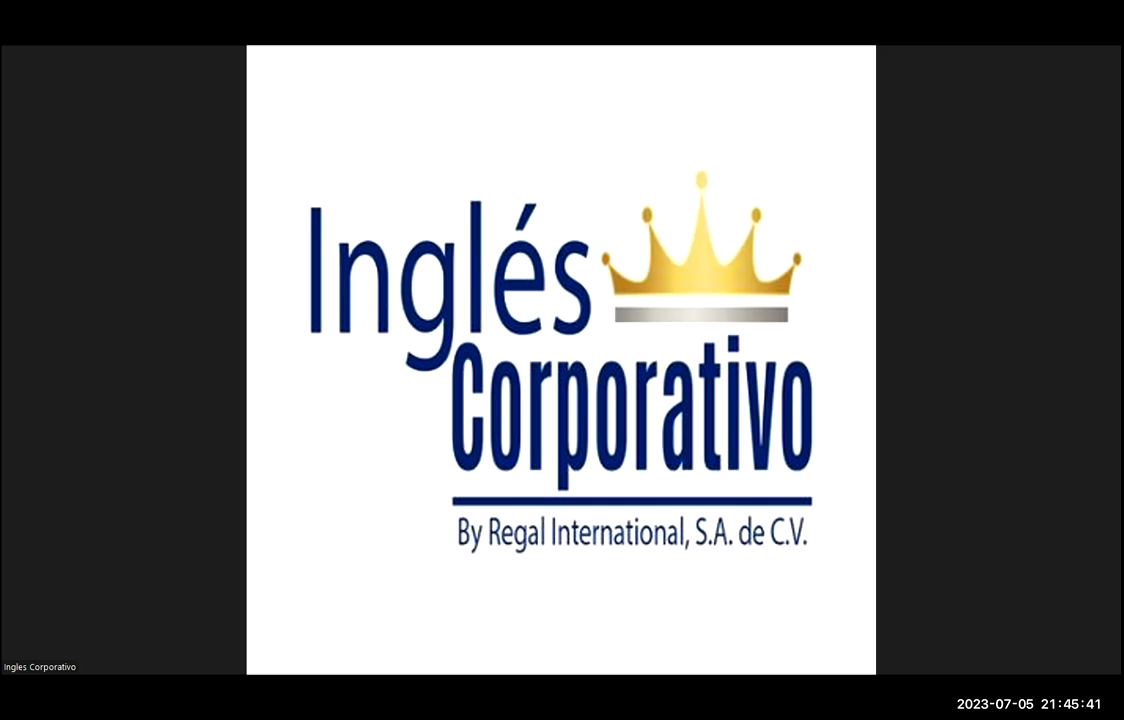 Inglés
Corporativo
By Regal International, S.A. de C.V.
Ingles Corporativo
2023-07-05 21:45:41